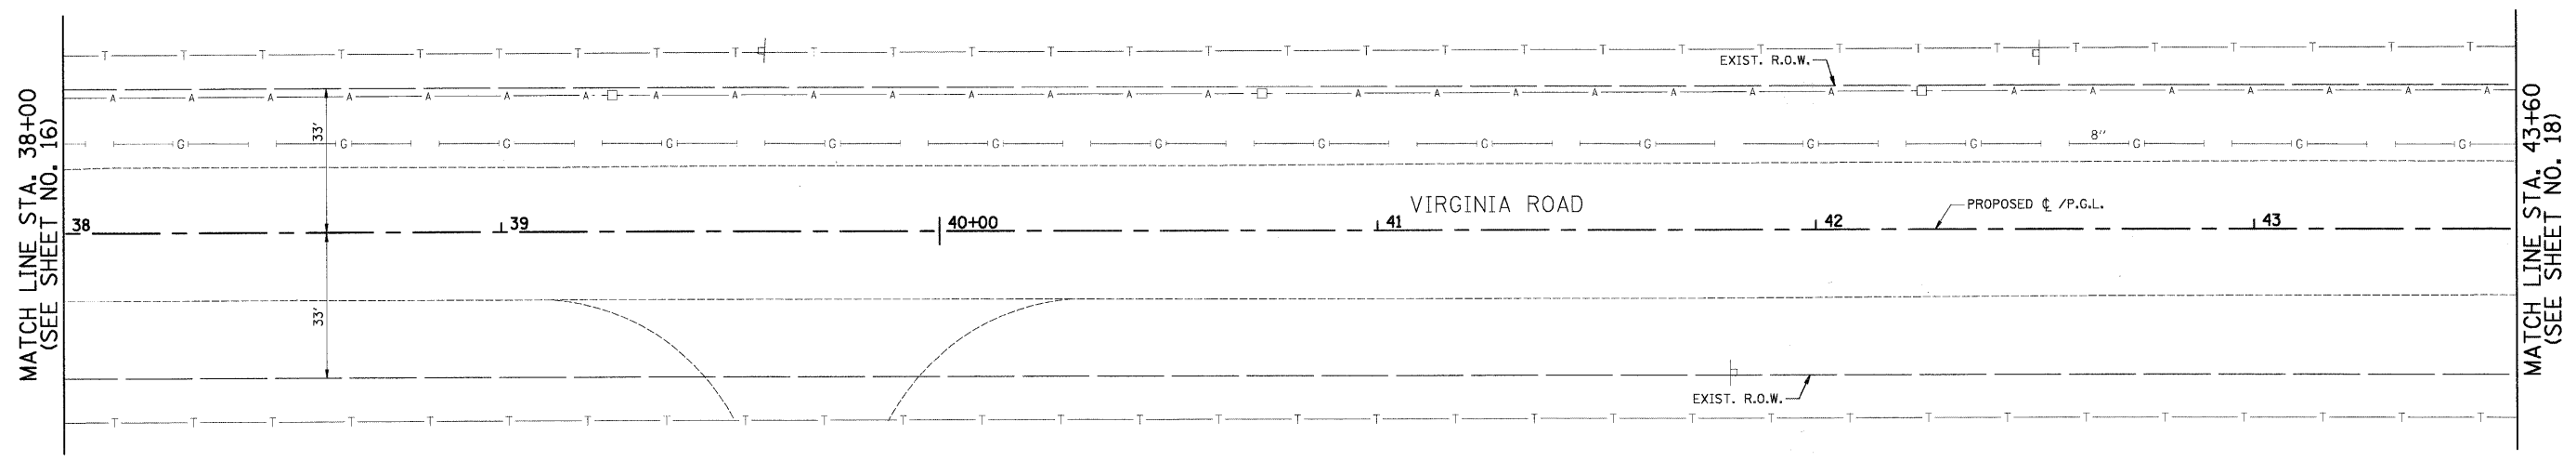 MATCH LINE STA. 38+00
(SEE SHEET NO. 16)
T T T T T T T T T T T T T T T T T T T T T T T T T T T T T T T
EXIST. R.O.W.
A A A A A A A A A A A A A A A A A A A A A A A A A A A A A
33'
8"
G G G G G G G G G G G G G G G
VIRGINIA ROAD
PROPOSED ℄ /P.G.L.
38 39 40+00 41 42 43
33'
EXIST. R.O.W.
T T T T T T T T T T T T T T T T T T T T T T T T T T T T T T T
MATCH LINE STA. 43+60
(SEE SHEET NO. 18)